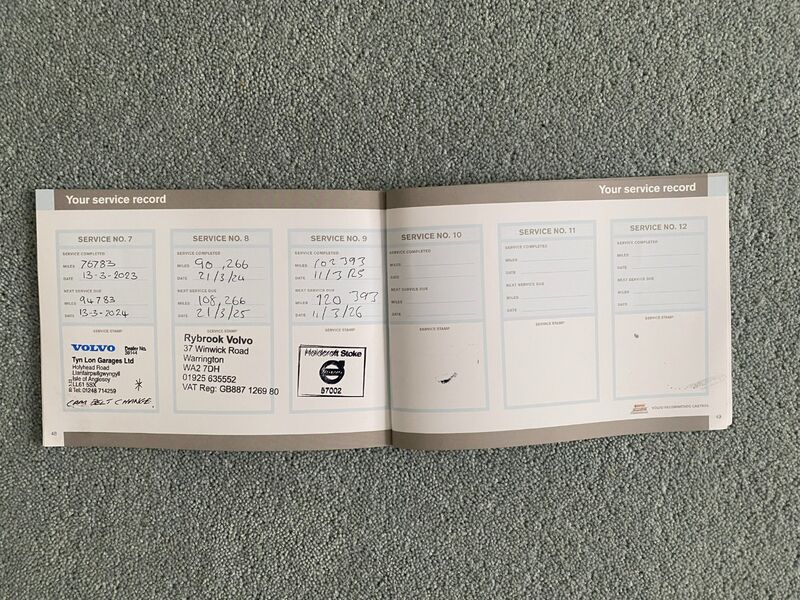 Your service record
SERVICE NO. 7
SERVICE COMPLETED
MILES 76783
DATE 13-3-2023
NEXT SERVICE DUE
MILES 94783
DATE 13-3-2024
SERVICE STAMP
VOLVO Dealer No.
Tyn Lon Garages Ltd
Holyhead Road
Llanfairpwllgwyngyll
Isle of Anglesey
LL61 5SX
Tel: 01248 714259
*
CAM BELT CHANGE
SERVICE NO. 8
SERVICE COMPLETED
MILES 90,266
DATE 21/3/24
NEXT SERVICE DUE
MILES 108,266
DATE 21/3/25
SERVICE STAMP
Rybrook Volvo
37 Winwick Road
Warrington
WA2 7DH
01925 635552
VAT Reg: GB887 1269 80
SERVICE NO. 9
SERVICE COMPLETED
MILES 102393
DATE 11/3/25
NEXT SERVICE DUE
MILES 120 393
DATE 11/3/26
SERVICE STAMP
Holdcroft Stoke
57002
48
Your service record
SERVICE NO. 10
SERVICE COMPLETED
MILES
DATE
NEXT SERVICE DUE
MILES
DATE
SERVICE STAMP
SERVICE NO. 11
SERVICE COMPLETED
MILES
DATE
NEXT SERVICE DUE
MILES
DATE
SERVICE STAMP
SERVICE NO. 12
SERVICE COMPLETED
MILES
DATE
NEXT SERVICE DUE
MILES
DATE
SERVICE STAMP
VOLVO RECOMMENDS CASTROL
49